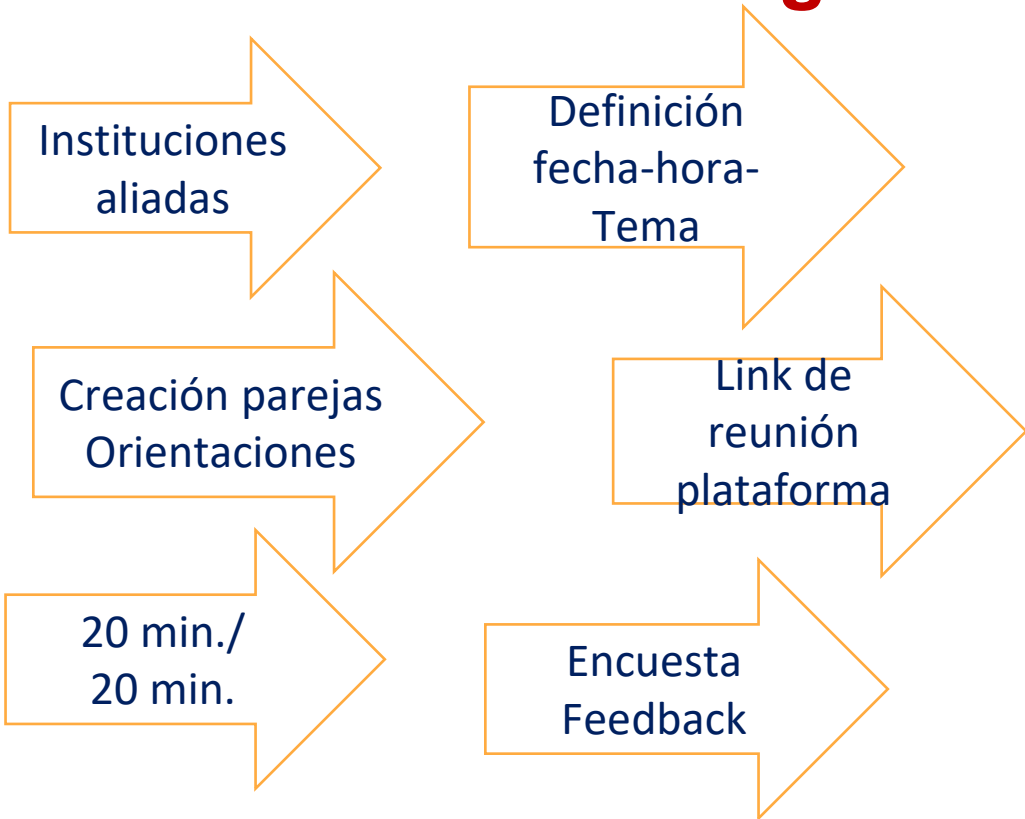 Instituciones
aliadas
Definición
fecha-hora-
Tema
Creación parejas
Orientaciones
Link de
reunión
plataforma
20 min./
20 min.
Encuesta
Feedback